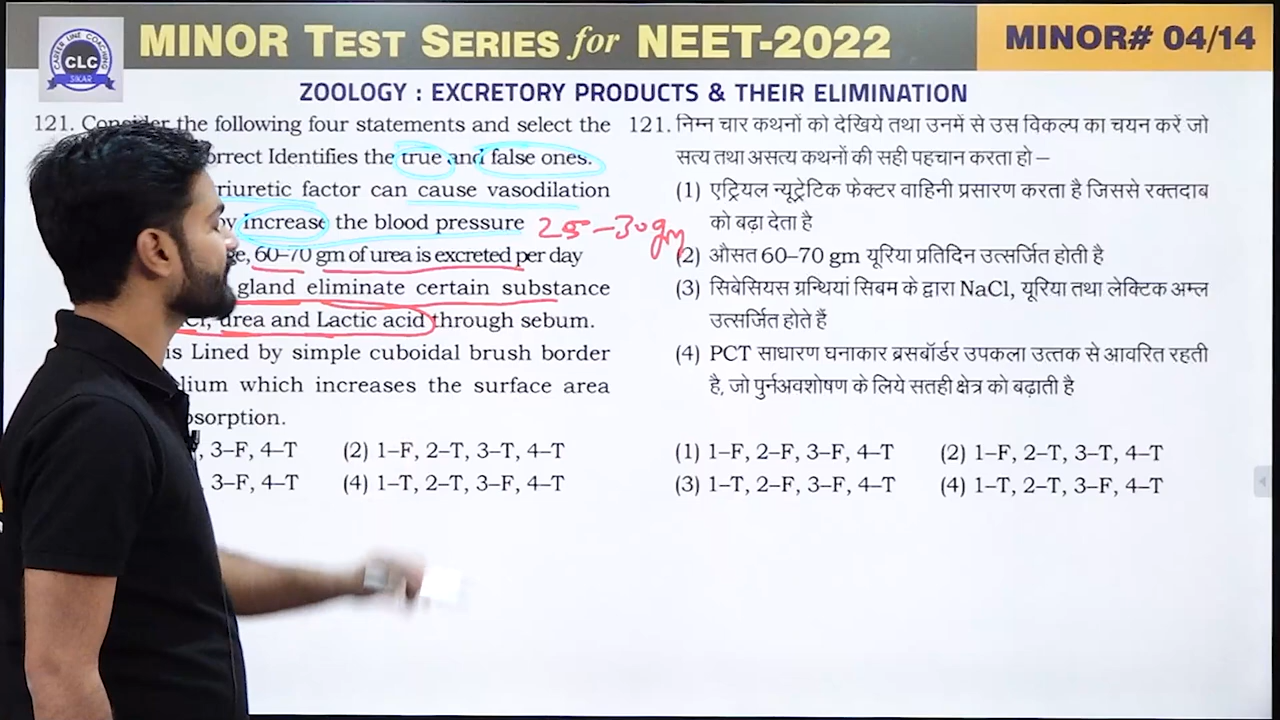 MINOR TEST SERIES for NEET-2022
MINOR# 04/14
CAREER LINE COACHING
CLC
SIKAR
ZOOLOGY : EXCRETORY PRODUCTS & THEIR ELIMINATION
121. Consider the following four statements and select the
orrect Identifies the true and false ones.
riuretic factor can cause vasodilation
by increase the blood pressure
25-30gm
ge, 60–70 gm of urea is excreted per day
gland eliminate certain substance
Cl, urea and Lactic acid through sebum.
is Lined by simple cuboidal brush border
lium which increases the surface area
bsorption.
, 3–F, 4–T
(2) 1–F, 2–T, 3–T, 4–T
, 3–F, 4–T
(4) 1–T, 2–T, 3–F, 4–T
121. निम्न चार कथनों को देखिये तथा उनमें से उस विकल्प का चयन करें जो
सत्य तथा असत्य कथनों की सही पहचान करता हो –
(1) एट्रियल न्यूट्रेटिक फेक्टर वाहिनी प्रसारण करता है जिससे रक्तदाब
को बढ़ा देता है
(2) औसत 60–70 gm यूरिया प्रतिदिन उत्सर्जित होती है
(3) सिबेसियस ग्रन्थियां सिबम के द्वारा NaCl, यूरिया तथा लेक्टिक अम्ल
उत्सर्जित होते हैं
(4) PCT साधारण घनाकार ब्रसबॉर्डर उपकला उत्तक से आवरित रहती
है, जो पुर्नअवशोषण के लिये सतही क्षेत्र को बढ़ाती है
(1) 1–F, 2–F, 3–F, 4–T
(2) 1–F, 2–T, 3–T, 4–T
(3) 1–T, 2–F, 3–F, 4–T
(4) 1–T, 2–T, 3–F, 4–T